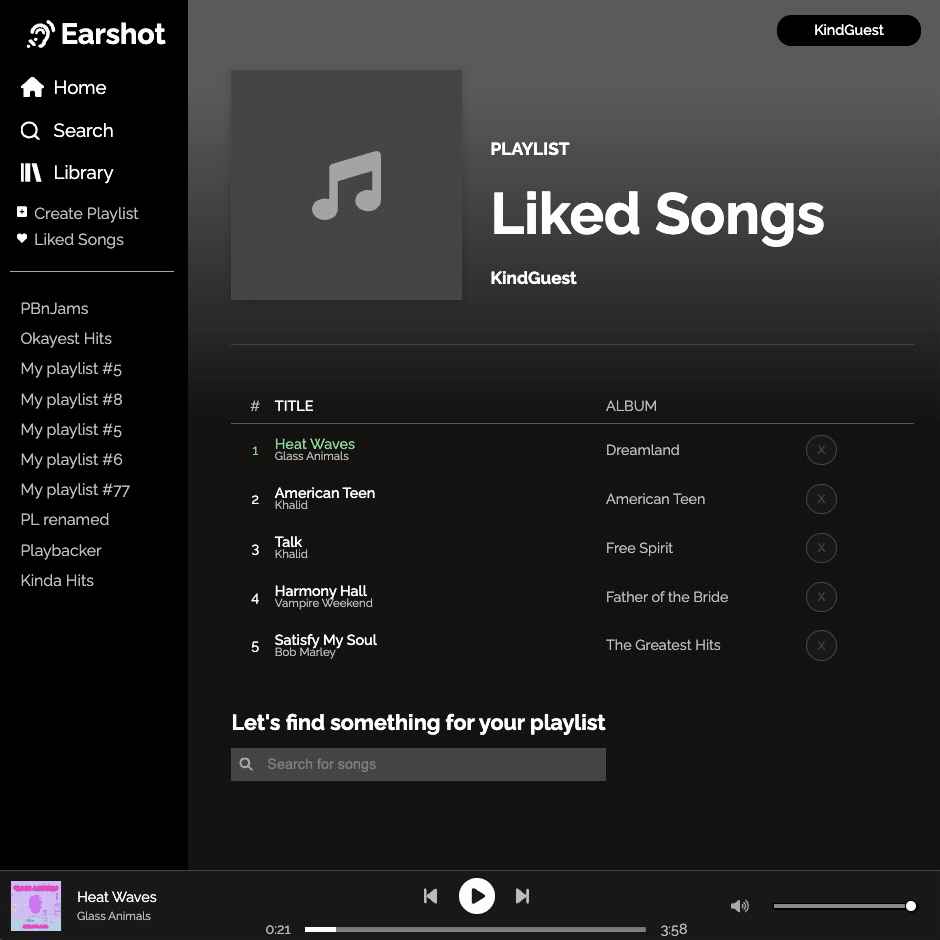 Earshot
Home
Search
Library
Create Playlist
Liked Songs
PBnJams
Okayest Hits
My playlist #5
My playlist #8
My playlist #5
My playlist #6
My playlist #77
PL renamed
Playbacker
Kinda Hits
KindGuest
PLAYLIST
Liked Songs
KindGuest
# TITLE ALBUM
1 Heat Waves Dreamland X
Glass Animals
2 American Teen American Teen X
Khalid
3 Talk Free Spirit X
Khalid
4 Harmony Hall Father of the Bride X
Vampire Weekend
5 Satisfy My Soul The Greatest Hits X
Bob Marley
Let's find something for your playlist
Search for songs
Heat Waves
Glass Animals
0:21 3:58